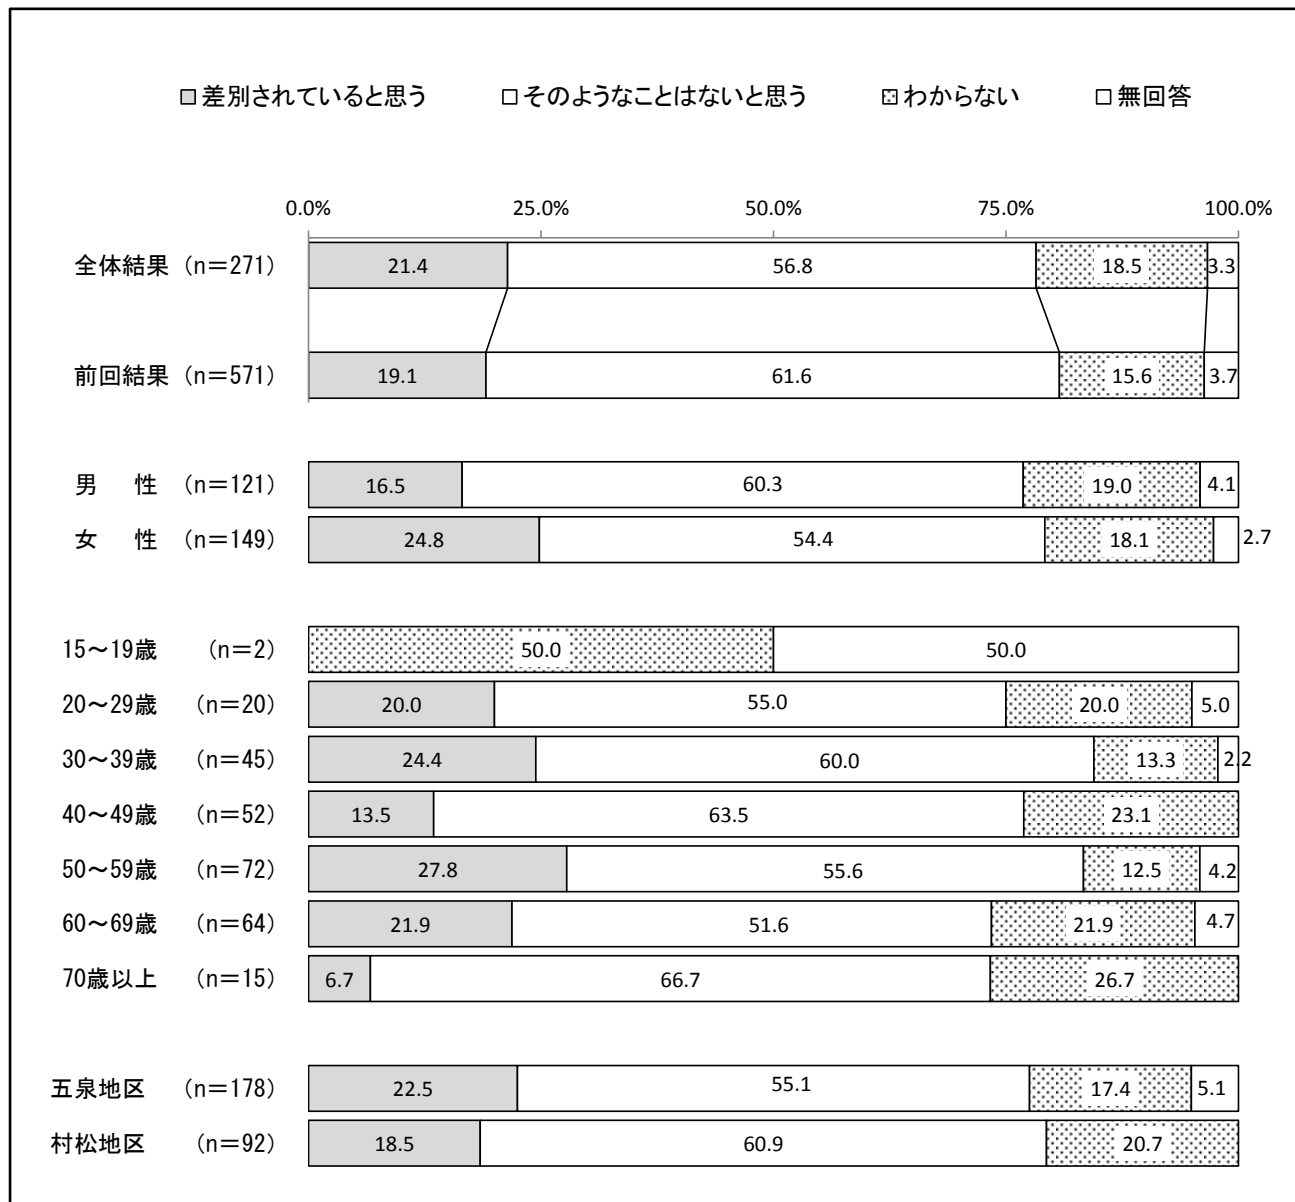 差別されていると思う そのようなことはないと思う わからない 無回答
0.0% 25.0% 50.0% 75.0% 100.0%
全体結果 (n=271) 21.4 56.8 18.5 3.3
前回結果 (n=571) 19.1 61.6 15.6 3.7
男 性 (n=121) 16.5 60.3 19.0 4.1
女 性 (n=149) 24.8 54.4 18.1 2.7
15~19歳 (n=2) 50.0 50.0
20~29歳 (n=20) 20.0 55.0 20.0 5.0
30~39歳 (n=45) 24.4 60.0 13.3 2.2
40~49歳 (n=52) 13.5 63.5 23.1
50~59歳 (n=72) 27.8 55.6 12.5 4.2
60~69歳 (n=64) 21.9 51.6 21.9 4.7
70歳以上 (n=15) 6.7 66.7 26.7
五泉地区 (n=178) 22.5 55.1 17.4 5.1
村松地区 (n=92) 18.5 60.9 20.7